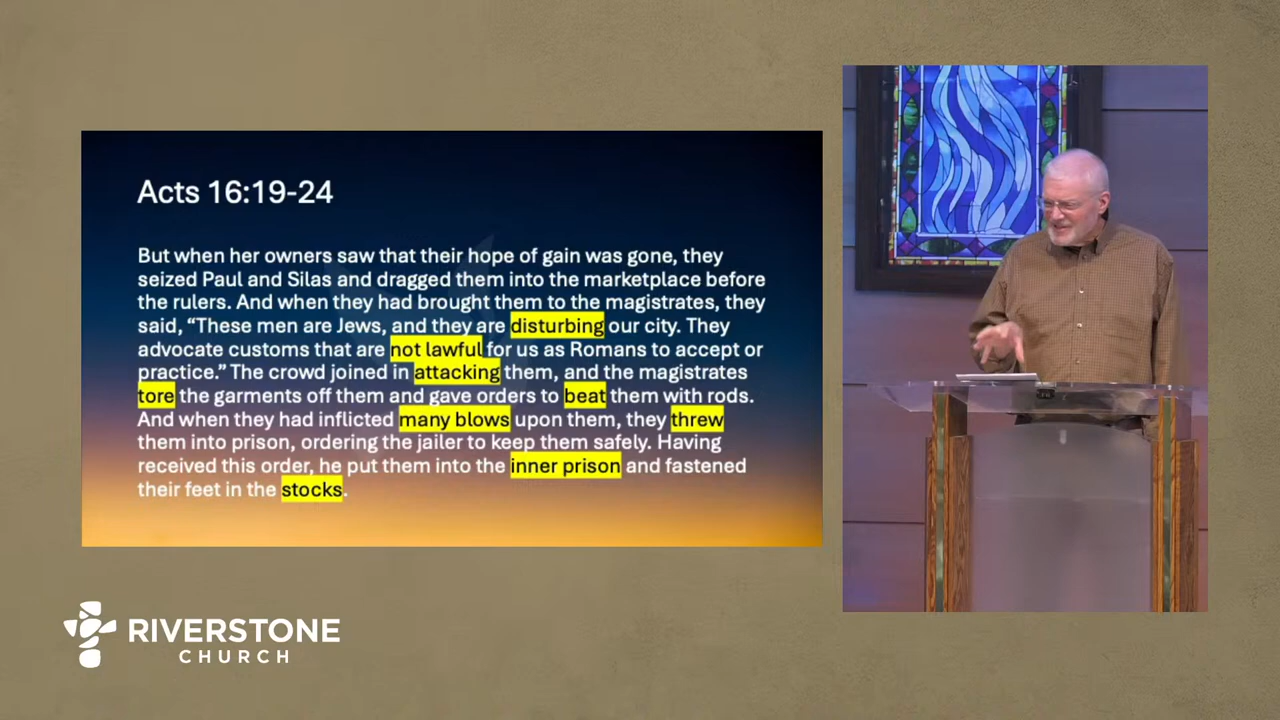 Acts 16:19-24
But when her owners saw that their hope of gain was gone, they
seized Paul and Silas and dragged them into the marketplace before
the rulers. And when they had brought them to the magistrates, they
said, “These men are Jews, and they are disturbing our city. They
advocate customs that are not lawful for us as Romans to accept or
practice.” The crowd joined in attacking them, and the magistrates
tore the garments off them and gave orders to beat them with rods.
And when they had inflicted many blows upon them, they threw
them into prison, ordering the jailer to keep them safely. Having
received this order, he put them into the inner prison and fastened
their feet in the stocks.
RIVERSTONE
CHURCH